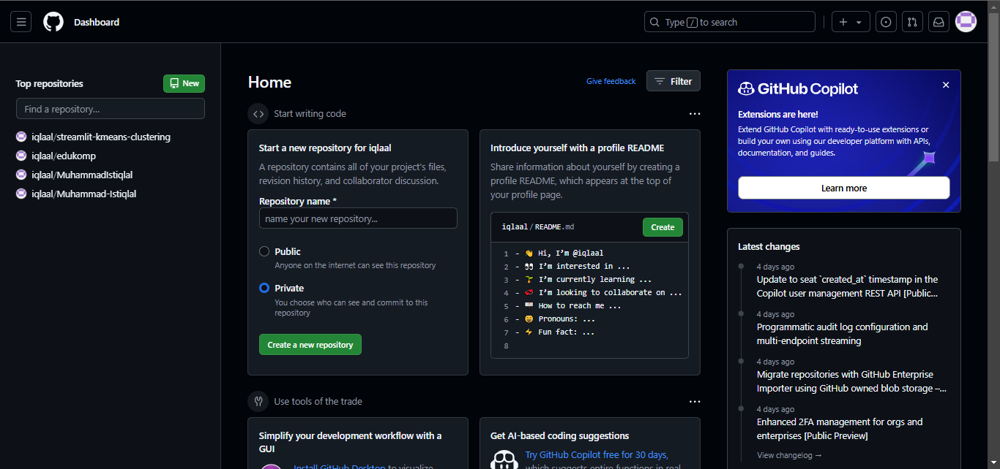 Dashboard
Type / to search
Top repositories
New
Find a repository...
iqlaal/streamlit-kmeans-clustering
iqlaal/edukomp
iqlaal/MuhammadIstiqlal
iqlaal/Muhammad-Istiqlal
Home
Give feedback
Filter
Start writing code
Start a new repository for iqlaal
A repository contains all of your project's files,
revision history, and collaborator discussion.
Repository name *
name your new repository...
Public
Anyone on the internet can see this repository
Private
You choose who can see and commit to this
repository
Create a new repository
Introduce yourself with a profile README
Share information about yourself by creating a
profile README, which appears at the top of
your profile page.
iqlaal / README.md
Create
1 - 👋 Hi, I’m @iqlaal
2 - 👀 I’m interested in ...
3 - 🌱 I’m currently learning ...
4 - 💞️ I’m looking to collaborate on ...
5 - 📫 How to reach me ...
6 - 😄 Pronouns: ...
7 - ⚡ Fun fact: ...
8
Use tools of the trade
Simplify your development workflow with a
GUI
Install GitHub Desktop to visualize
Get AI-based coding suggestions
Try GitHub Copilot free for 30 days,
which suggests entire functions in real
GitHub Copilot
Extensions are here!
Extend GitHub Copilot with ready-to-use extensions or
build your own using our developer platform with APIs,
documentation, and guides.
Learn more
Latest changes
4 days ago
Update to seat `created_at` timestamp in the
Copilot user management REST API [Public...
4 days ago
Programmatic audit log configuration and
multi-endpoint streaming
4 days ago
Migrate repositories with GitHub Enterprise
Importer using GitHub owned blob storage –...
4 days ago
Enhanced 2FA management for orgs and
enterprises [Public Preview]
View changelog →